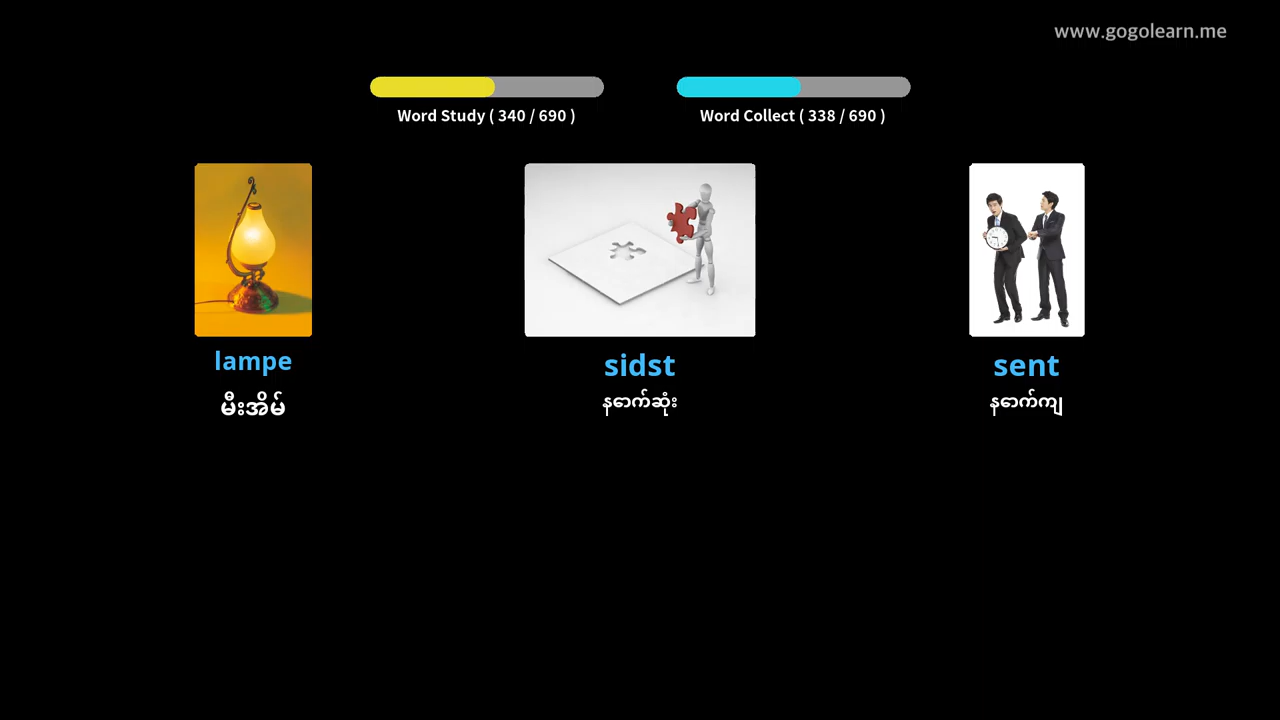 www.gogolearn.me
Word Study ( 340 / 690 )
Word Collect ( 338 / 690 )
lampe
sidst
sent
မီးအိမ်
နောက်ဆုံး
နောက်ကျ